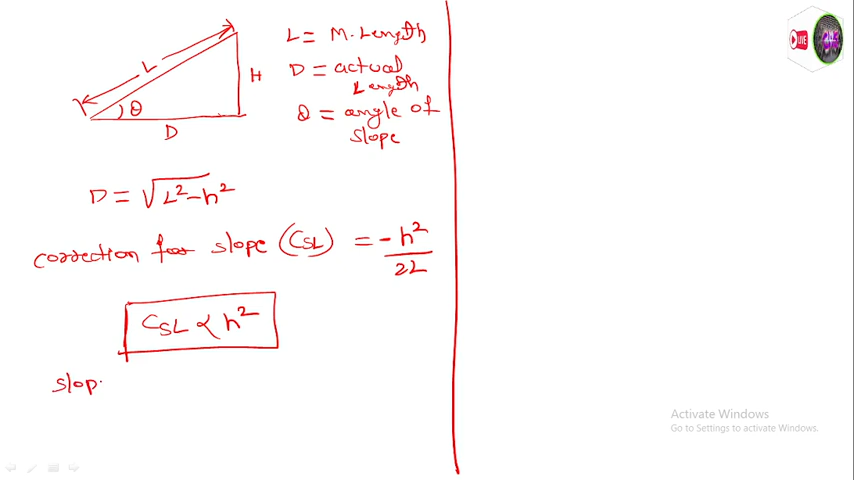 L
H
θ
D
L = M. Length
D = actual
Length
θ = angle of
slope
D = √L²-h²
correction for slope (CSL) = -h²/2L
CSL ∝ h²
slop
LIVE
Activate Windows
Go to Settings to activate Windows.